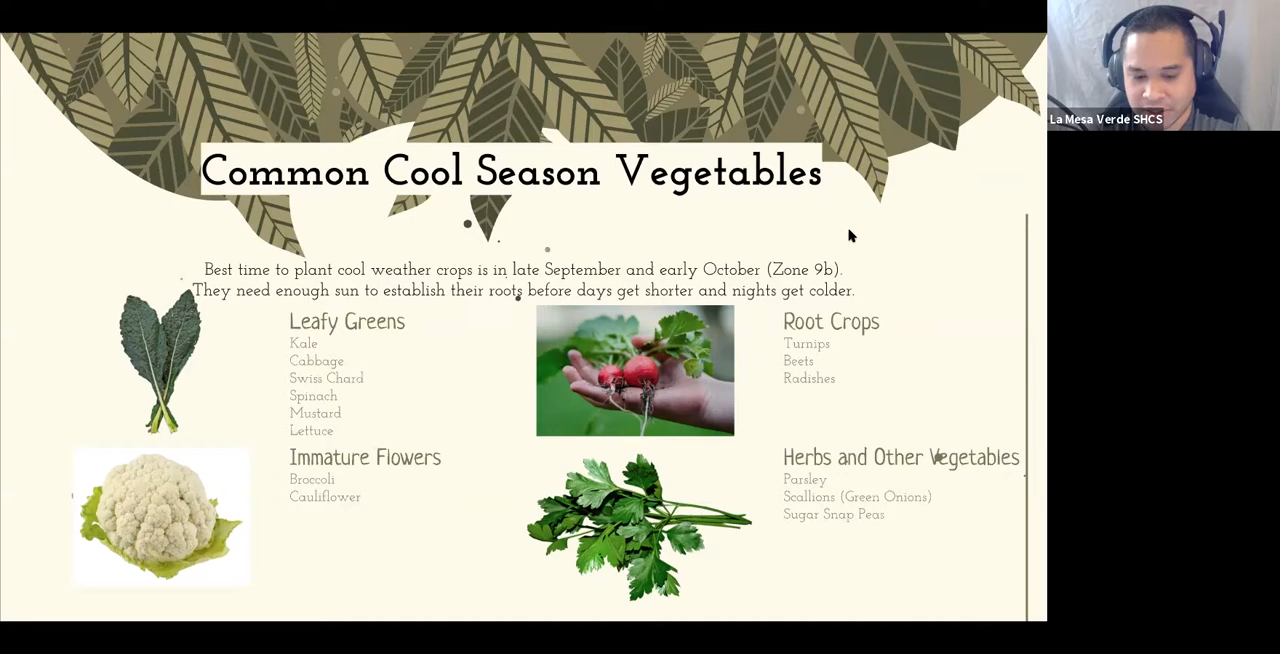 La Mesa Verde SHCS
Common Cool Season Vegetables
Best time to plant cool weather crops is in late September and early October (Zone 9b).
They need enough sun to establish their roots before days get shorter and nights get colder.
Leafy Greens
Kale
Cabbage
Swiss Chard
Spinach
Mustard
Lettuce
Immature Flowers
Broccoli
Cauliflower
Root Crops
Turnips
Beets
Radishes
Herbs and Other Vegetables
Parsley
Scallions (Green Onions)
Sugar Snap Peas